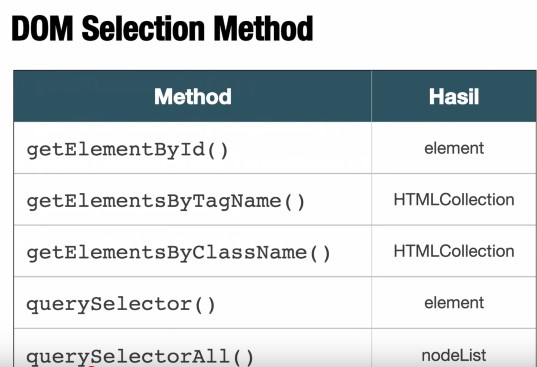 DOM Selection Method
Method Hasil
getElementById() element
getElementsByTagName() HTMLCollection
getElementsByClassName() HTMLCollection
querySelector() element
querySelectorAll() nodeList